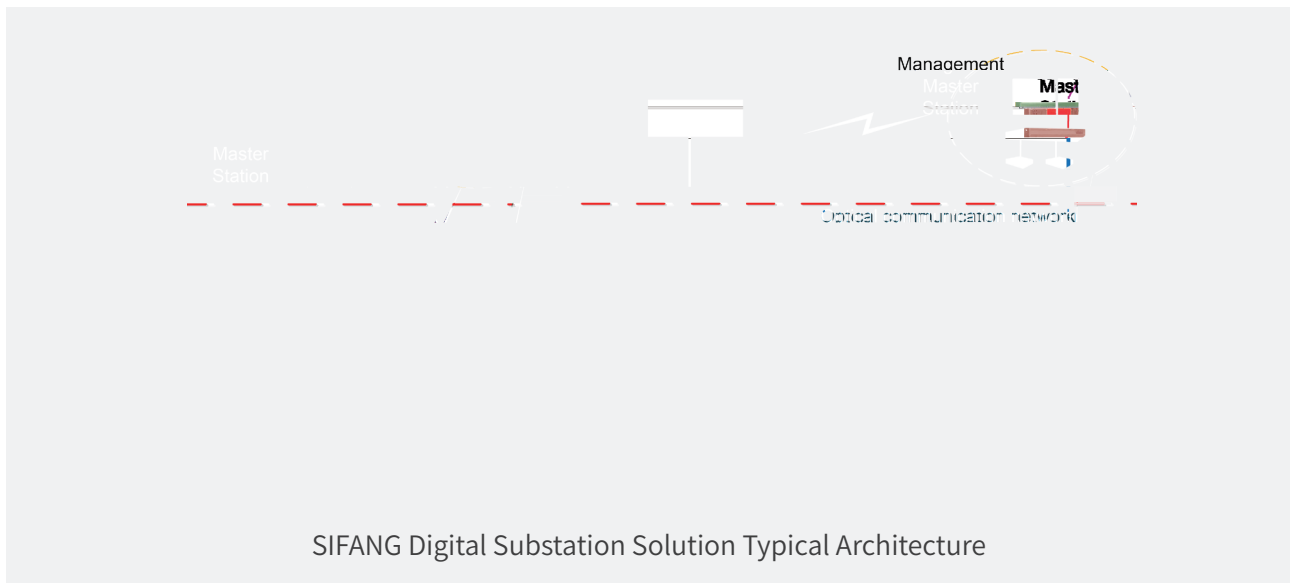 Management
Master
Station
Mast
Master
Station
Optical communication network
SIFANG Digital Substation Solution Typical Architecture